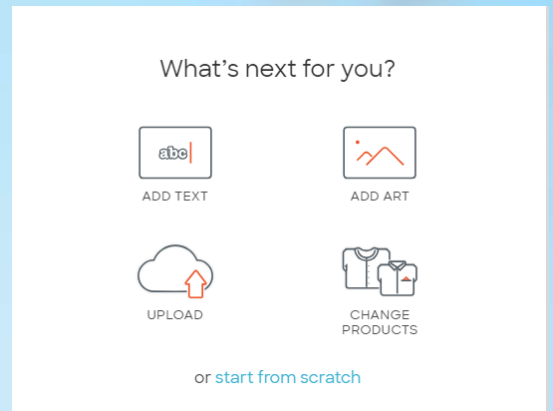 What's next for you?
abc
ADD TEXT
ADD ART
UPLOAD
CHANGE
PRODUCTS
or start from scratch